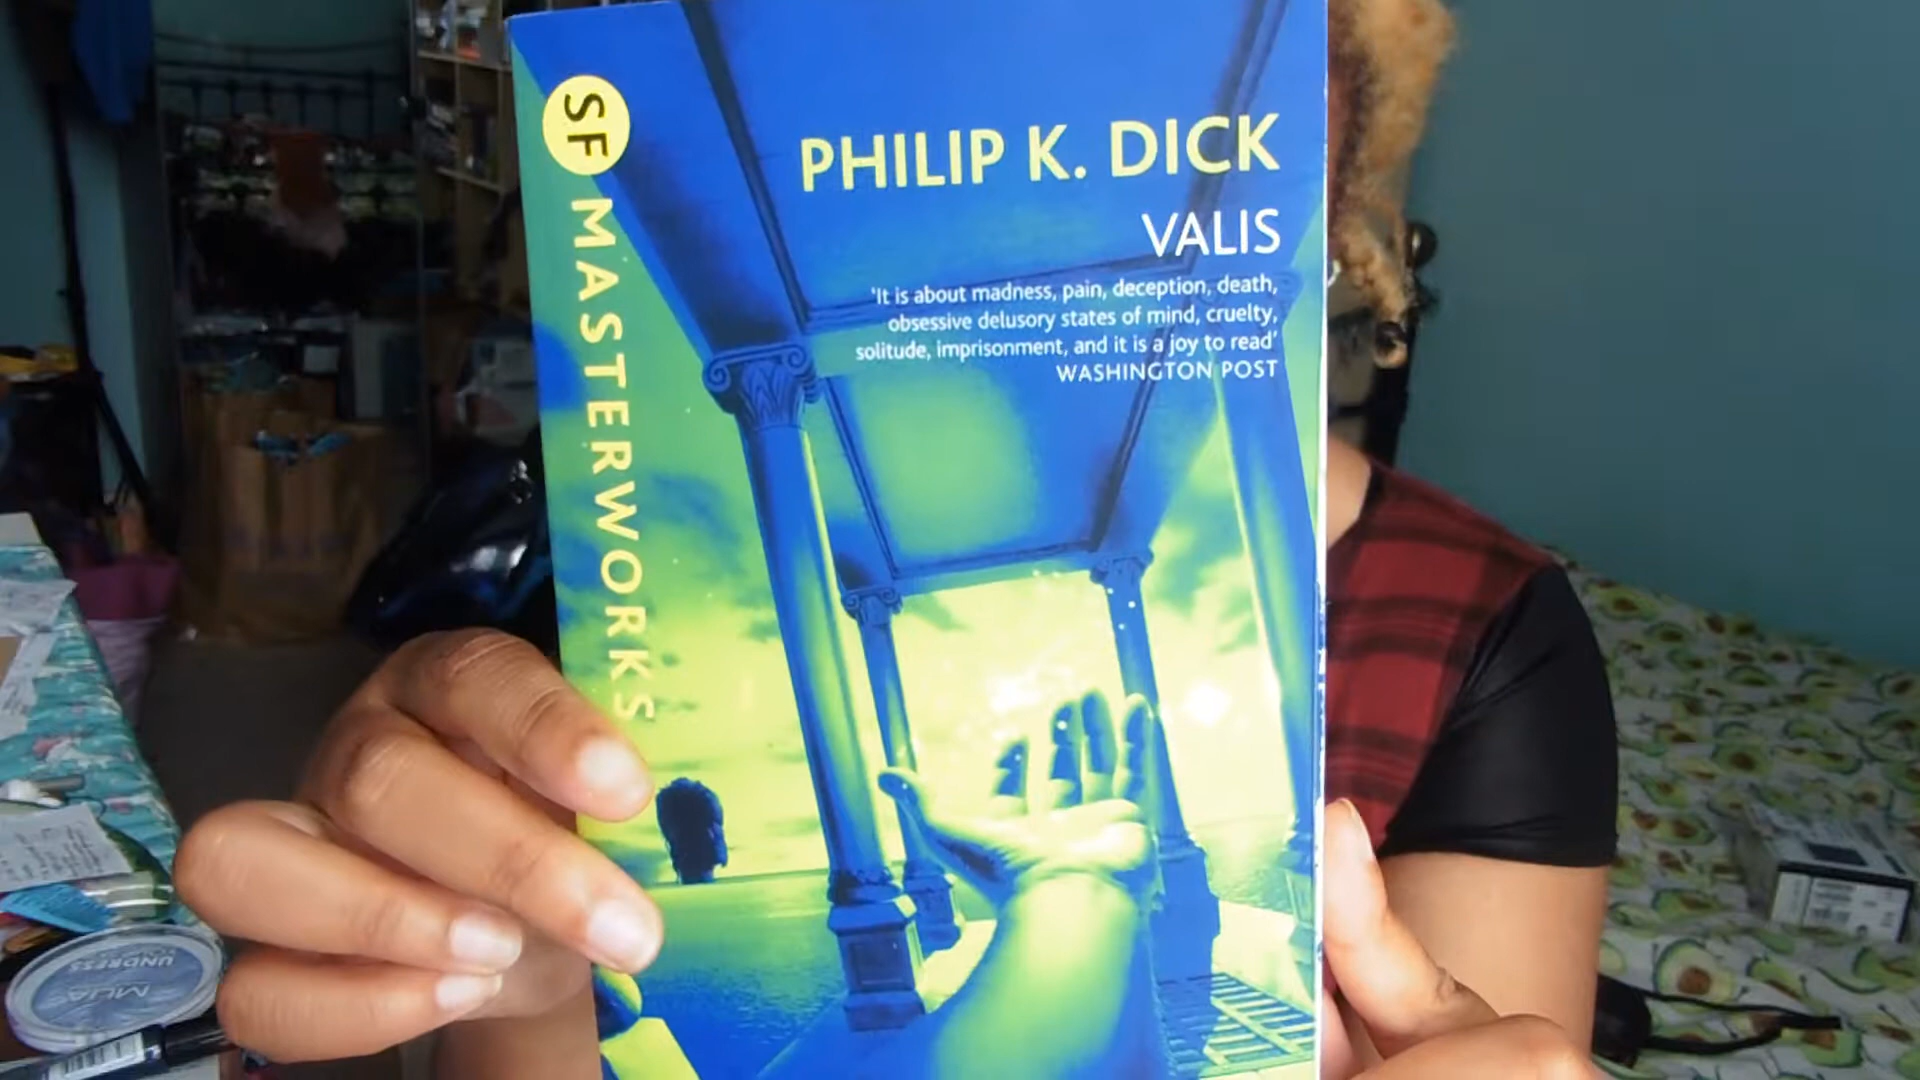 SF MASTERWORKS
PHILIP K. DICK
VALIS
'It is about madness, pain, deception, death,
obsessive delusory states of mind, cruelty,
solitude, imprisonment, and it is a joy to read'
WASHINGTON POST
MUA
UNDRESS